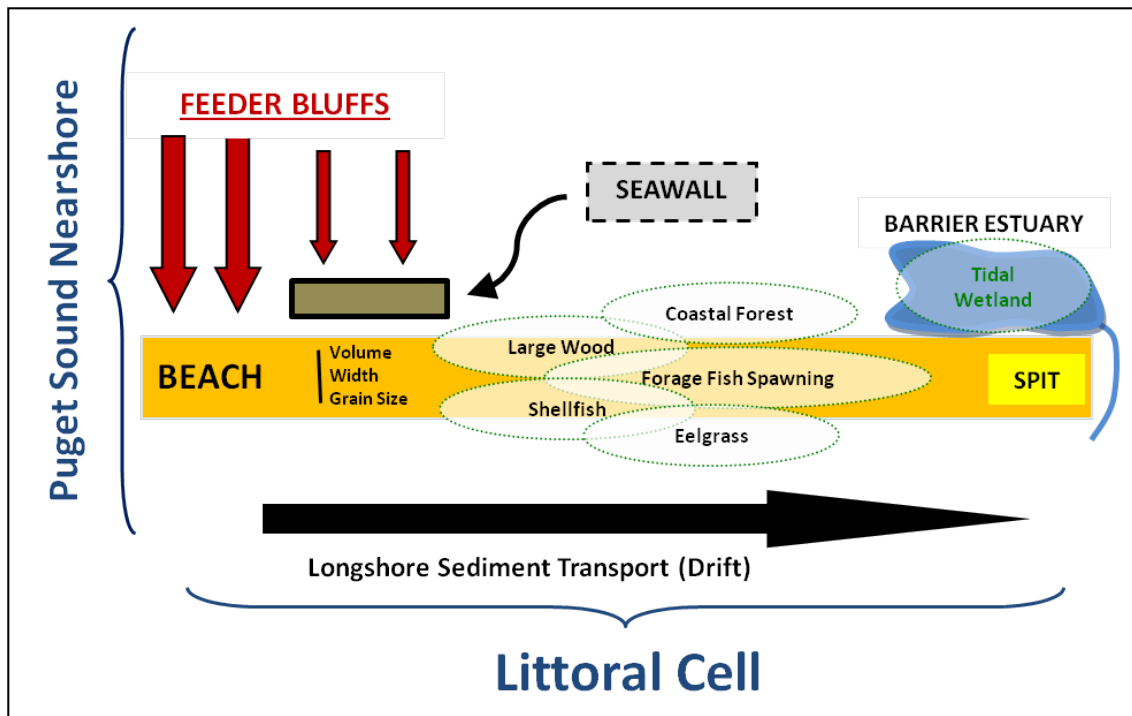 Puget Sound Nearshore
FEEDER BLUFFS
SEAWALL
BARRIER ESTUARY
Tidal
Wetland
Coastal Forest
BEACH
Volume
Width
Grain Size
Large Wood
Forage Fish Spawning
Shellfish
Eelgrass
SPIT
Longshore Sediment Transport (Drift)
Littoral Cell